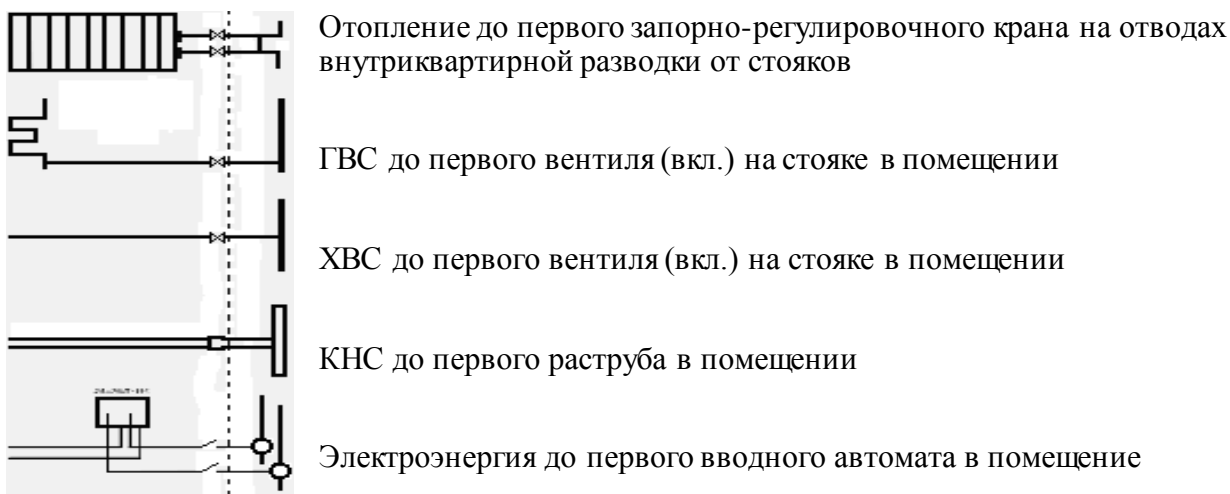 Отопление до первого запорно-регулировочного крана на отводах
внутриквартирной разводки от стояков
ГВС до первого вентиля (вкл.) на стояке в помещении
ХВС до первого вентиля (вкл.) на стояке в помещении
КНС до первого раструба в помещении
Электроэнергия до первого вводного автомата в помещение